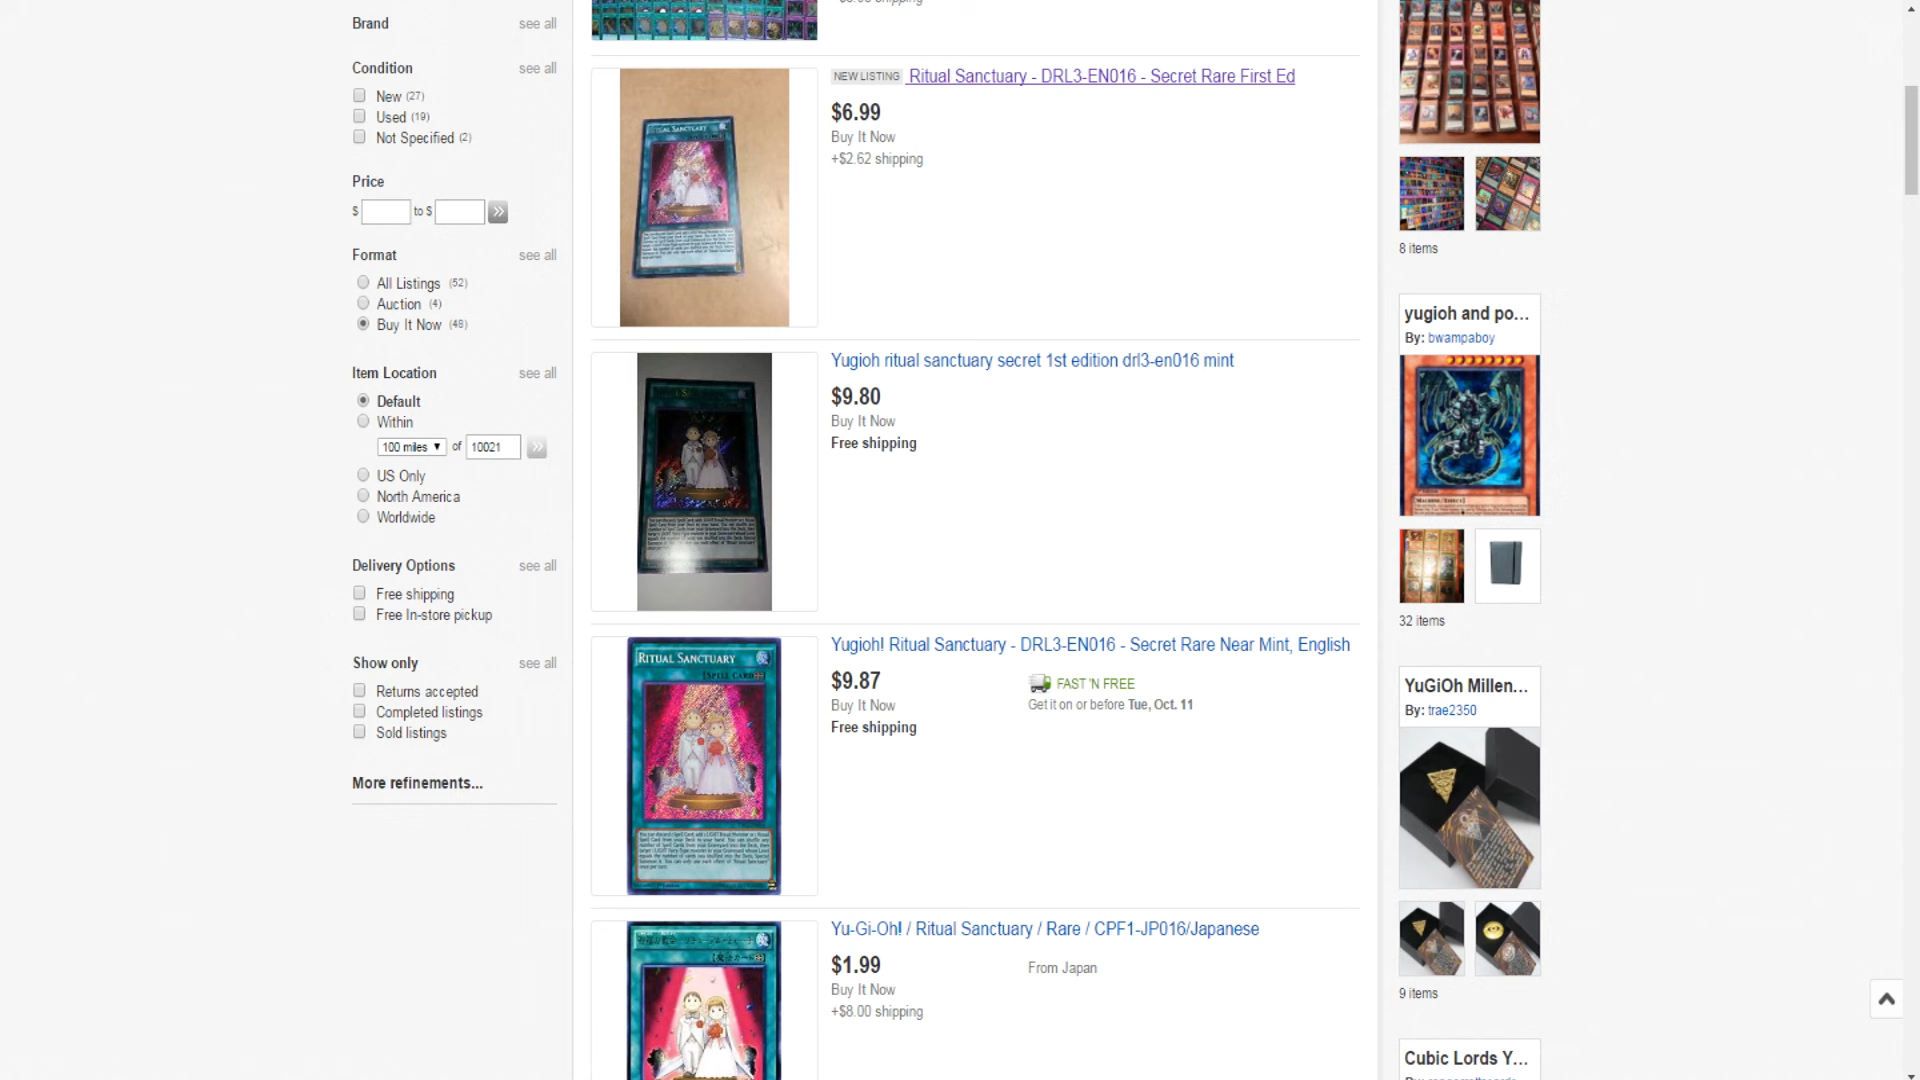 Brand see all
Condition see all
New (27)
Used (19)
Not Specified (2)
Price
$ to $
Format see all
All Listings (52)
Auction (4)
Buy It Now (48)
Item Location see all
Default
Within
100 miles ▼ of 10021
US Only
North America
Worldwide
Delivery Options see all
Free shipping
Free In-store pickup
Show only see all
Returns accepted
Completed listings
Sold listings
More refinements...
NEW LISTING Ritual Sanctuary - DRL3-EN016 - Secret Rare First Ed
$6.99
Buy It Now
+$2.62 shipping
Yugioh ritual sanctuary secret 1st edition drl3-en016 mint
$9.80
Buy It Now
Free shipping
RITUAL SANCTUARY
[SPELL CARD]
Yugioh! Ritual Sanctuary - DRL3-EN016 - Secret Rare Near Mint, English
$9.87
Buy It Now
Free shipping
FAST 'N FREE
Get it on or before Tue, Oct. 11
Yu-Gi-Oh! / Ritual Sanctuary / Rare / CPF1-JP016/Japanese
$1.99
Buy It Now
+$8.00 shipping
From Japan
8 items
yugioh and po...
By: bwampaboy
32 items
YuGiOh Millen...
By: trae2350
9 items
Cubic Lords Y...